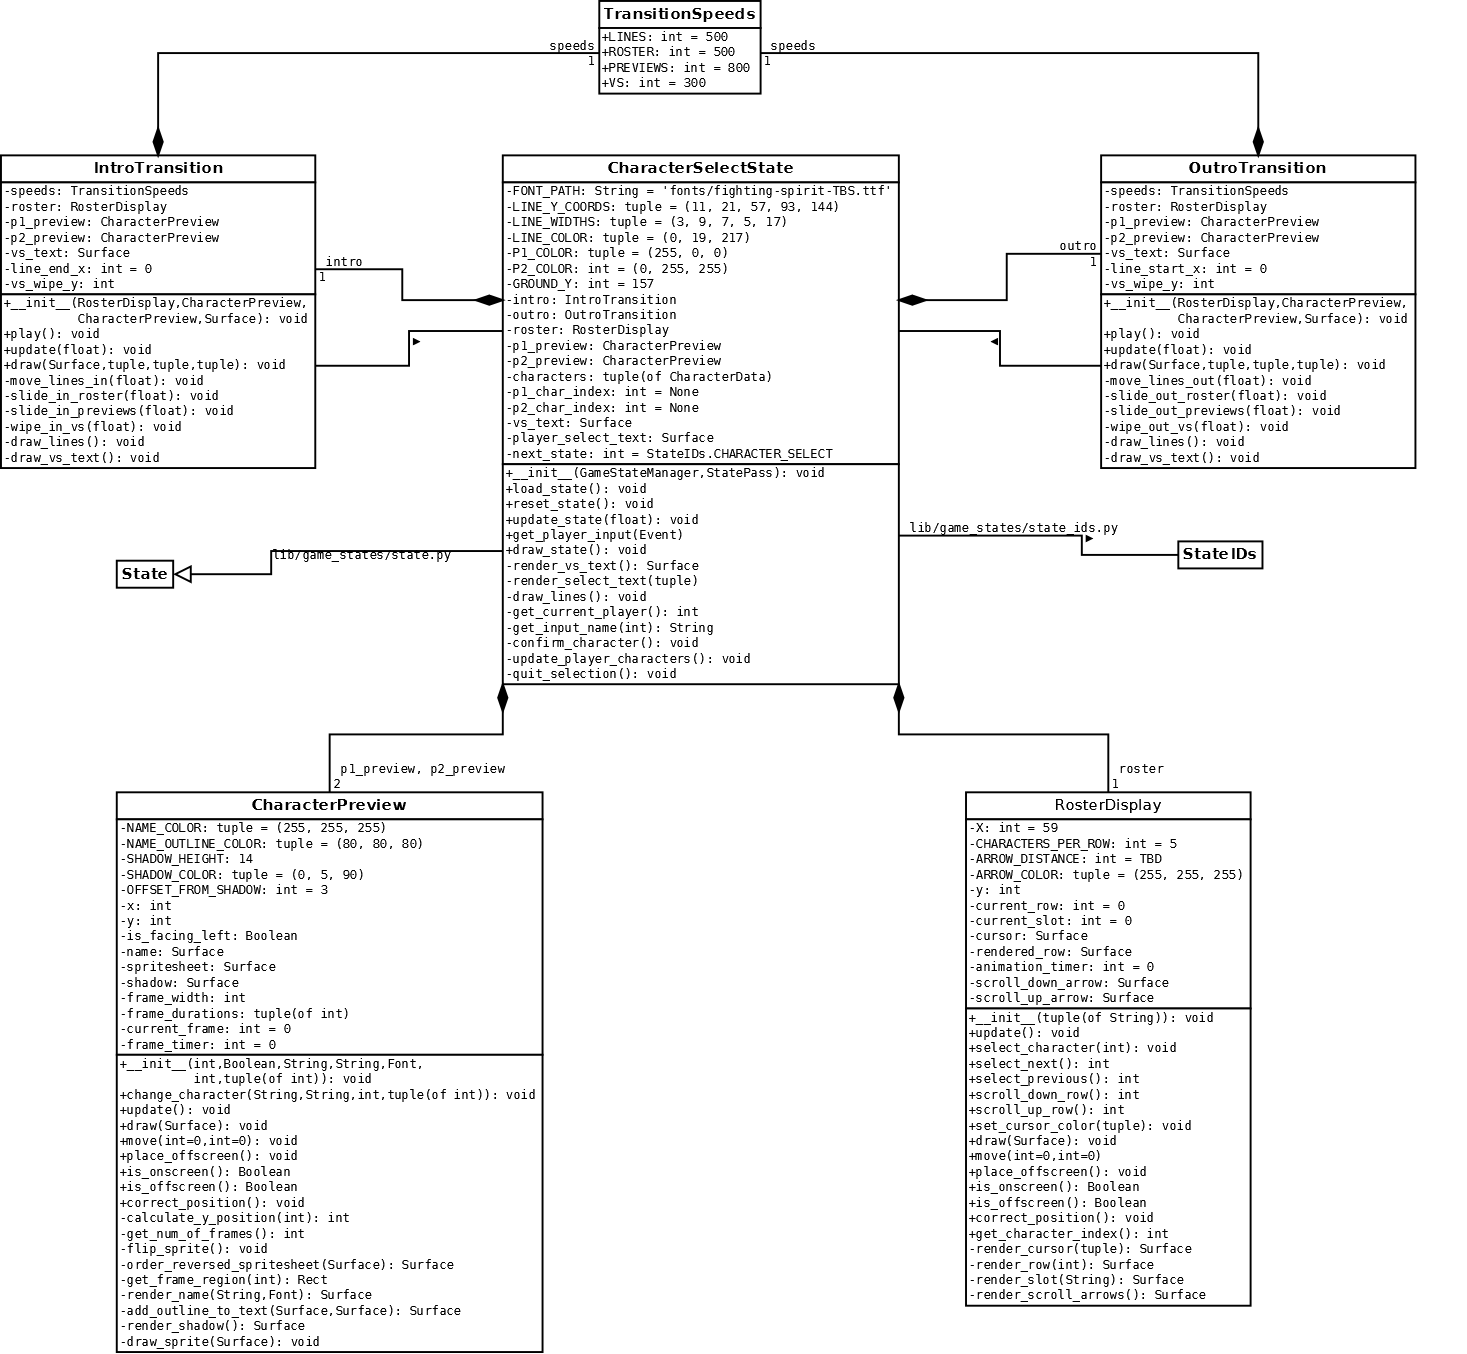 TransitionSpeeds
+LINES: int = 500
+ROSTER: int = 500
+PREVIEWS: int = 800
+VS: int = 300
speeds
1
speeds
1
IntroTransition
-speeds: TransitionSpeeds
-roster: RosterDisplay
-p1_preview: CharacterPreview
-p2_preview: CharacterPreview
-vs_text: Surface
-line_end_x: int = 0
-vs_wipe_y: int
+__init__(RosterDisplay,CharacterPreview,
CharacterPreview,Surface): void
+play(): void
+update(float): void
+draw(Surface,tuple,tuple,tuple): void
-move_lines_in(float): void
-slide_in_roster(float): void
-slide_in_previews(float): void
-wipe_in_vs(float): void
-draw_lines(): void
-draw_vs_text(): void
intro
1
CharacterSelectState
-FONT_PATH: String = 'fonts/fighting-spirit-TBS.ttf'
-LINE_Y_COORDS: tuple = (11, 21, 57, 93, 144)
-LINE_WIDTHS: tuple = (3, 9, 7, 5, 17)
-LINE_COLOR: tuple = (0, 19, 217)
-P1_COLOR: tuple = (255, 0, 0)
-P2_COLOR: int = (0, 255, 255)
-GROUND_Y: int = 157
-intro: IntroTransition
-outro: OutroTransition
-roster: RosterDisplay
-p1_preview: CharacterPreview
-p2_preview: CharacterPreview
-characters: tuple(of CharacterData)
-p1_char_index: int = None
-p2_char_index: int = None
-vs_text: Surface
-player_select_text: Surface
-next_state: int = StateIDs.CHARACTER_SELECT
+__init__(GameStateManager,StatePass): void
+load_state(): void
+reset_state(): void
+update_state(float): void
+get_player_input(Event)
+draw_state(): void
-render_vs_text(): Surface
-render_select_text(tuple)
-draw_lines(): void
-get_current_player(): int
-get_input_name(int): String
-confirm_character(): void
-update_player_characters(): void
-quit_selection(): void
outro
1
OutroTransition
-speeds: TransitionSpeeds
-roster: RosterDisplay
-p1_preview: CharacterPreview
-p2_preview: CharacterPreview
-vs_text: Surface
-line_start_x: int = 0
-vs_wipe_y: int
+__init__(RosterDisplay,CharacterPreview,
CharacterPreview,Surface): void
+play(): void
+update(float): void
+draw(Surface,tuple,tuple,tuple): void
-move_lines_out(float): void
-slide_out_roster(float): void
-slide_out_previews(float): void
-wipe_out_vs(float): void
-draw_lines(): void
-draw_vs_text(): void
lib/game_states/state.py
State
lib/game_states/state_ids.py
StateIDs
p1_preview, p2_preview
2
CharacterPreview
-NAME_COLOR: tuple = (255, 255, 255)
-NAME_OUTLINE_COLOR: tuple = (80, 80, 80)
-SHADOW_HEIGHT: 14
-SHADOW_COLOR: tuple = (0, 5, 90)
-OFFSET_FROM_SHADOW: int = 3
-x: int
-y: int
-is_facing_left: Boolean
-name: Surface
-spritesheet: Surface
-shadow: Surface
-frame_width: int
-frame_durations: tuple(of int)
-current_frame: int = 0
-frame_timer: int = 0
+__init__(int,Boolean,String,String,Font,
int,tuple(of int)): void
+change_character(String,String,int,tuple(of int)): void
+update(): void
+draw(Surface): void
+move(int=0,int=0): void
+place_offscreen(): void
+is_onscreen(): Boolean
+is_offscreen(): Boolean
+correct_position(): void
-calculate_y_position(int): int
-get_num_of_frames(): int
-flip_sprite(): void
-order_reversed_spritesheet(Surface): Surface
-get_frame_region(int): Rect
-render_name(String,Font): Surface
-add_outline_to_text(Surface,Surface): Surface
-render_shadow(): Surface
-draw_sprite(Surface): void
roster
1
RosterDisplay
-X: int = 59
-CHARACTERS_PER_ROW: int = 5
-ARROW_DISTANCE: int = TBD
-ARROW_COLOR: tuple = (255, 255, 255)
-y: int
-current_row: int = 0
-current_slot: int = 0
-cursor: Surface
-rendered_row: Surface
-animation_timer: int = 0
-scroll_down_arrow: Surface
-scroll_up_arrow: Surface
+__init__(tuple(of String)): void
+update(): void
+select_character(int): void
+select_next(): int
+select_previous(): int
+scroll_down_row(): int
+scroll_up_row(): int
+set_cursor_color(tuple): void
+draw(Surface): void
+move(int=0,int=0)
+place_offscreen(): void
+is_onscreen(): Boolean
+is_offscreen(): Boolean
+correct_position(): void
+get_character_index(): int
-render_cursor(tuple): Surface
-render_row(int): Surface
-render_slot(String): Surface
-render_scroll_arrows(): Surface